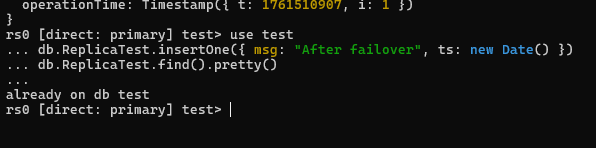 operationTime: Timestamp({ t: 1761510907, i: 1 })
}
rs0 [direct: primary] test> use test
... db.ReplicaTest.insertOne({ msg: "After failover", ts: new Date() })
... db.ReplicaTest.find().pretty()
...
already on db test
rs0 [direct: primary] test>